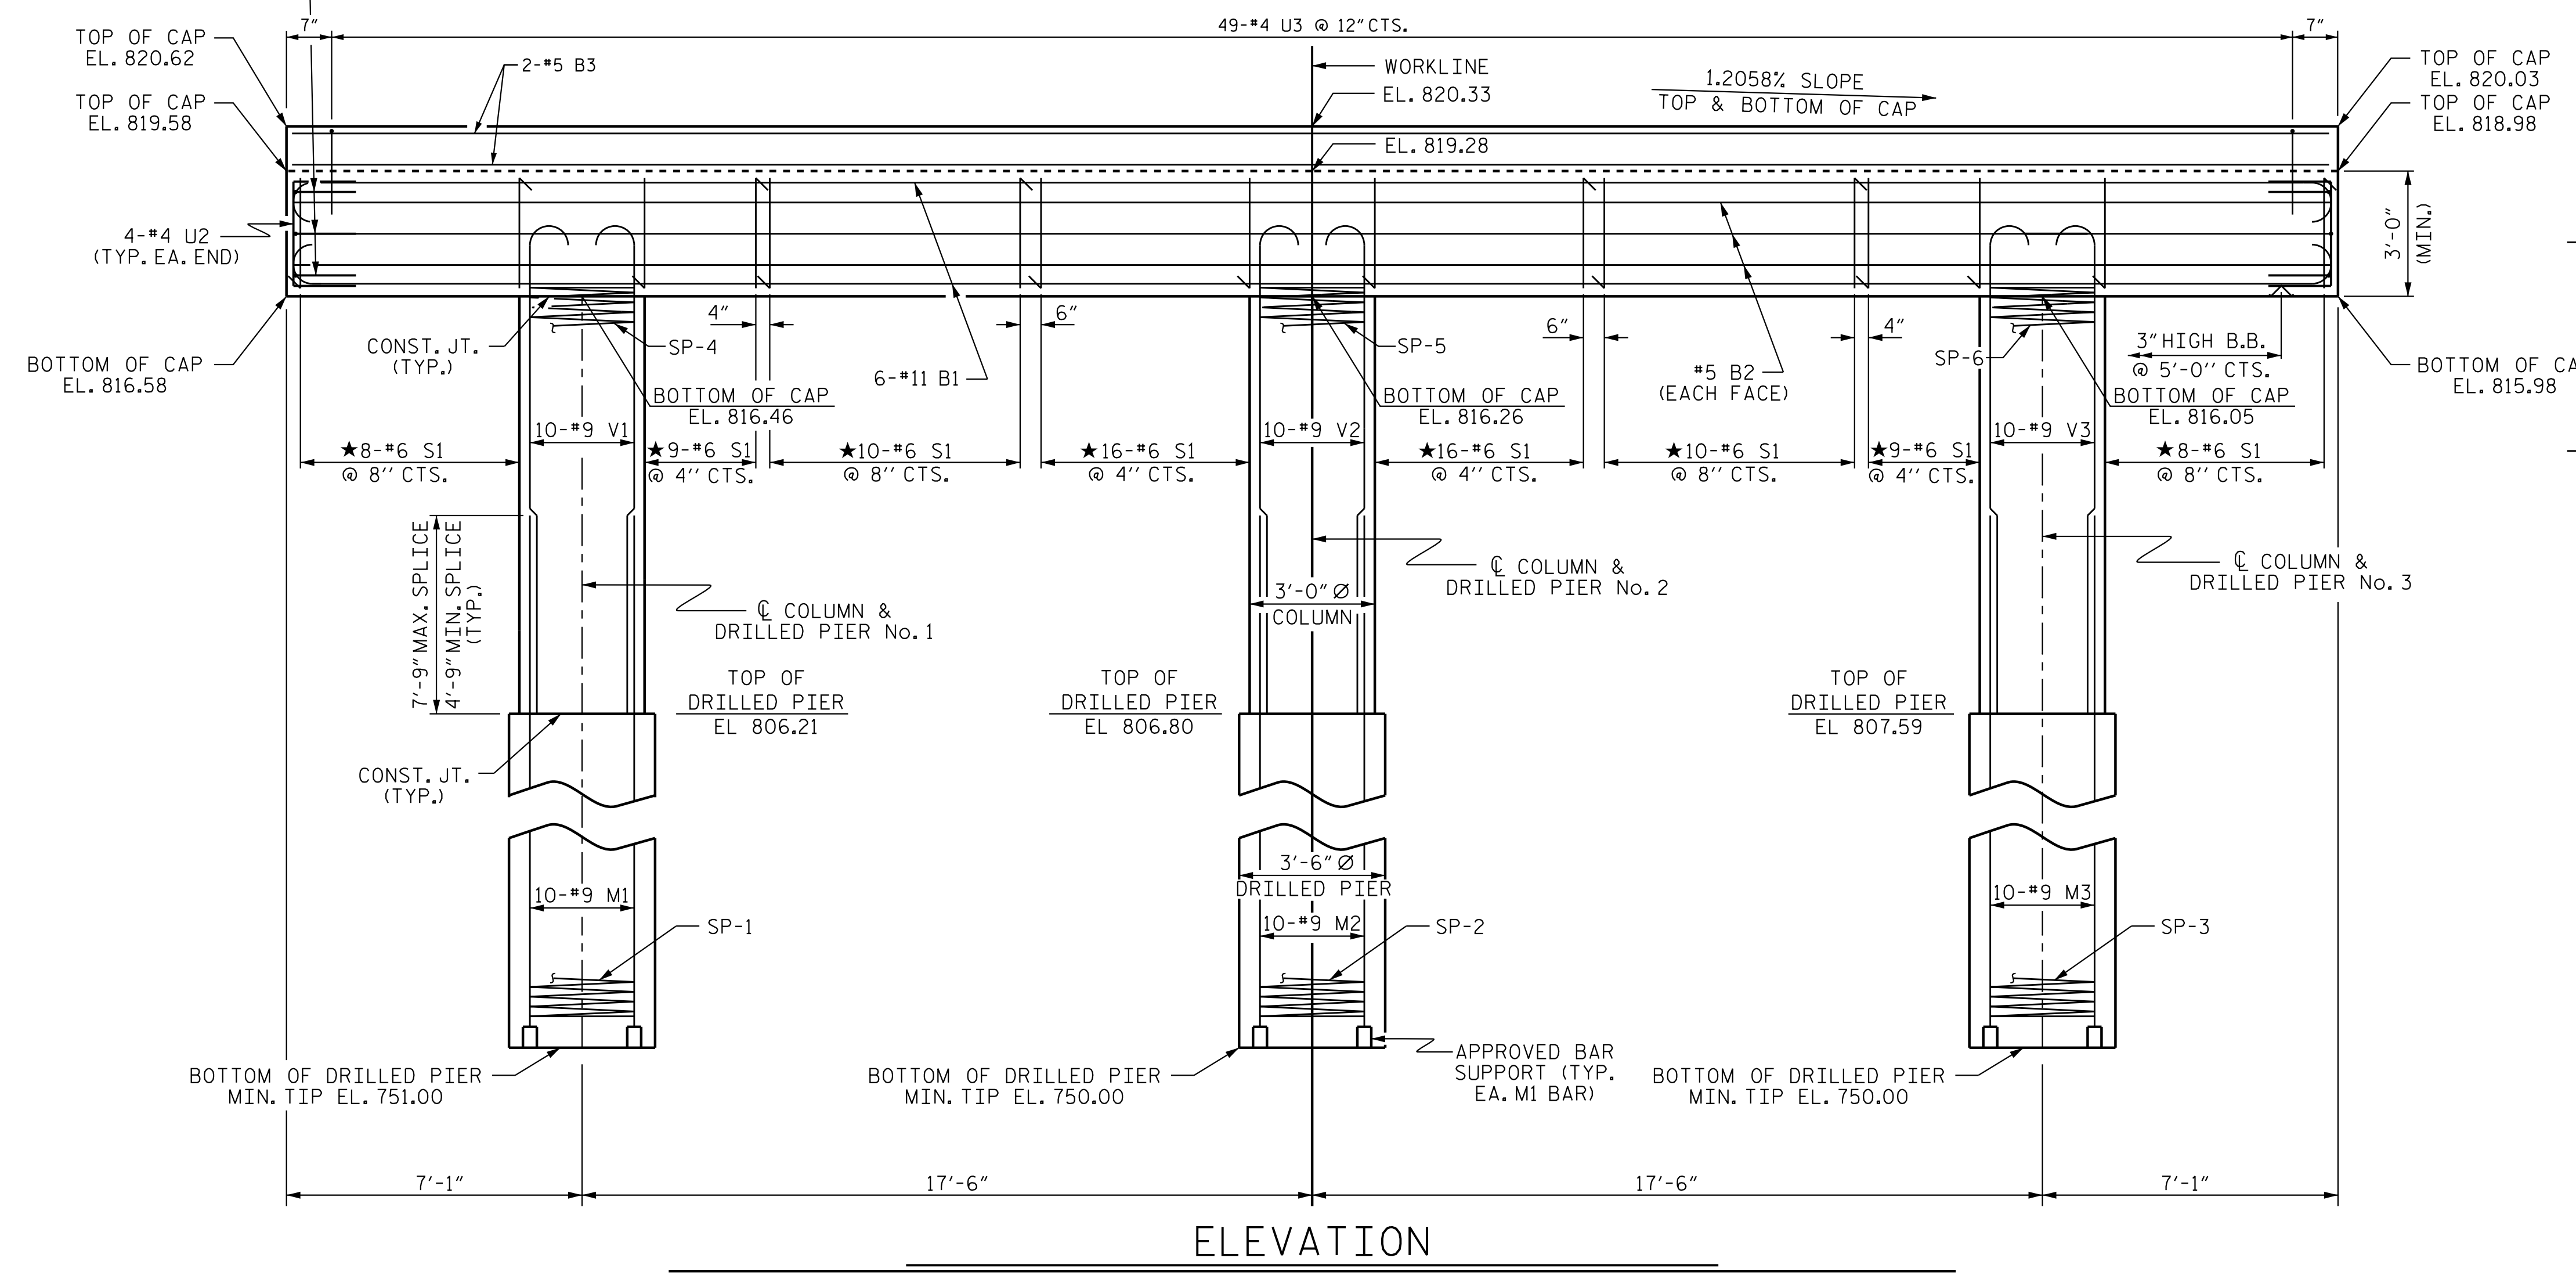 7"
49-#4 U3 @ 12" CTS.
7"
TOP OF CAP
EL. 820.62
2-#5 B3
WORKLINE
EL. 820.33
1.2058% SLOPE
TOP & BOTTOM OF CAP
TOP OF CAP
EL. 820.03
TOP OF CAP
EL. 819.58
TOP OF CAP
EL. 818.98
EL. 819.28
4-#4 U2
(TYP. EA. END)
3'-0"
(MIN.)
4"
6"
6"
4"
CONST. JT.
(TYP.)
SP-4
SP-5
SP-6
3" HIGH B.B.
@ 5'-0" CTS.
BOTTOM OF CAP
EL. 816.58
6-#11 B1
#5 B2
(EACH FACE)
BOTTOM OF CA
EL. 815.98
BOTTOM OF CAP
EL. 816.46
BOTTOM OF CAP
EL. 816.26
BOTTOM OF CAP
EL. 816.05
10-#9 V1
10-#9 V2
10-#9 V3
★8-#6 S1
@ 8'' CTS.
★9-#6 S1
@ 4'' CTS.
★10-#6 S1
@ 8'' CTS.
★16-#6 S1
@ 4'' CTS.
★16-#6 S1
@ 4'' CTS.
★10-#6 S1
@ 8'' CTS.
★9-#6 S1
@ 4'' CTS.
★8-#6 S1
@ 8'' CTS.
7'-9" MAX. SPLICE
4'-9" MIN. SPLICE
(TYP.)
℄ COLUMN &
DRILLED PIER No. 1
3'-0" Ø
COLUMN
℄ COLUMN &
DRILLED PIER No. 2
℄ COLUMN &
DRILLED PIER No. 3
TOP OF
DRILLED PIER
EL 806.21
TOP OF
DRILLED PIER
EL 806.80
TOP OF
DRILLED PIER
EL 807.59
CONST. JT.
(TYP.)
3'-6" Ø
DRILLED PIER
10-#9 M1
10-#9 M2
10-#9 M3
SP-1
SP-2
SP-3
BOTTOM OF DRILLED PIER
MIN. TIP EL. 751.00
BOTTOM OF DRILLED PIER
MIN. TIP EL. 750.00
APPROVED BAR
SUPPORT (TYP.
EA. M1 BAR)
BOTTOM OF DRILLED PIER
MIN. TIP EL. 750.00
7'-1"
17'-6"
17'-6"
7'-1"
ELEVATION